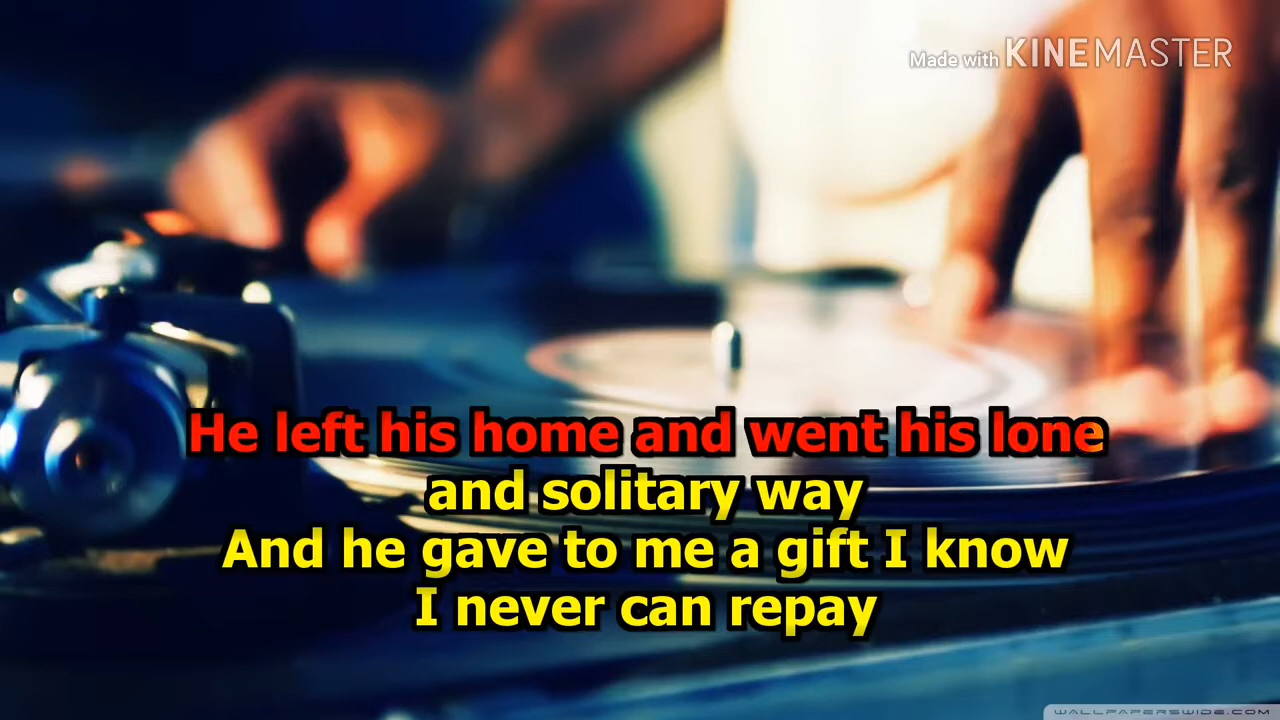 Made with KINEMASTER
He left his home and went his lone
and solitary way
And he gave to me a gift I know
I never can repay
WALLPAPERSWIDE.COM